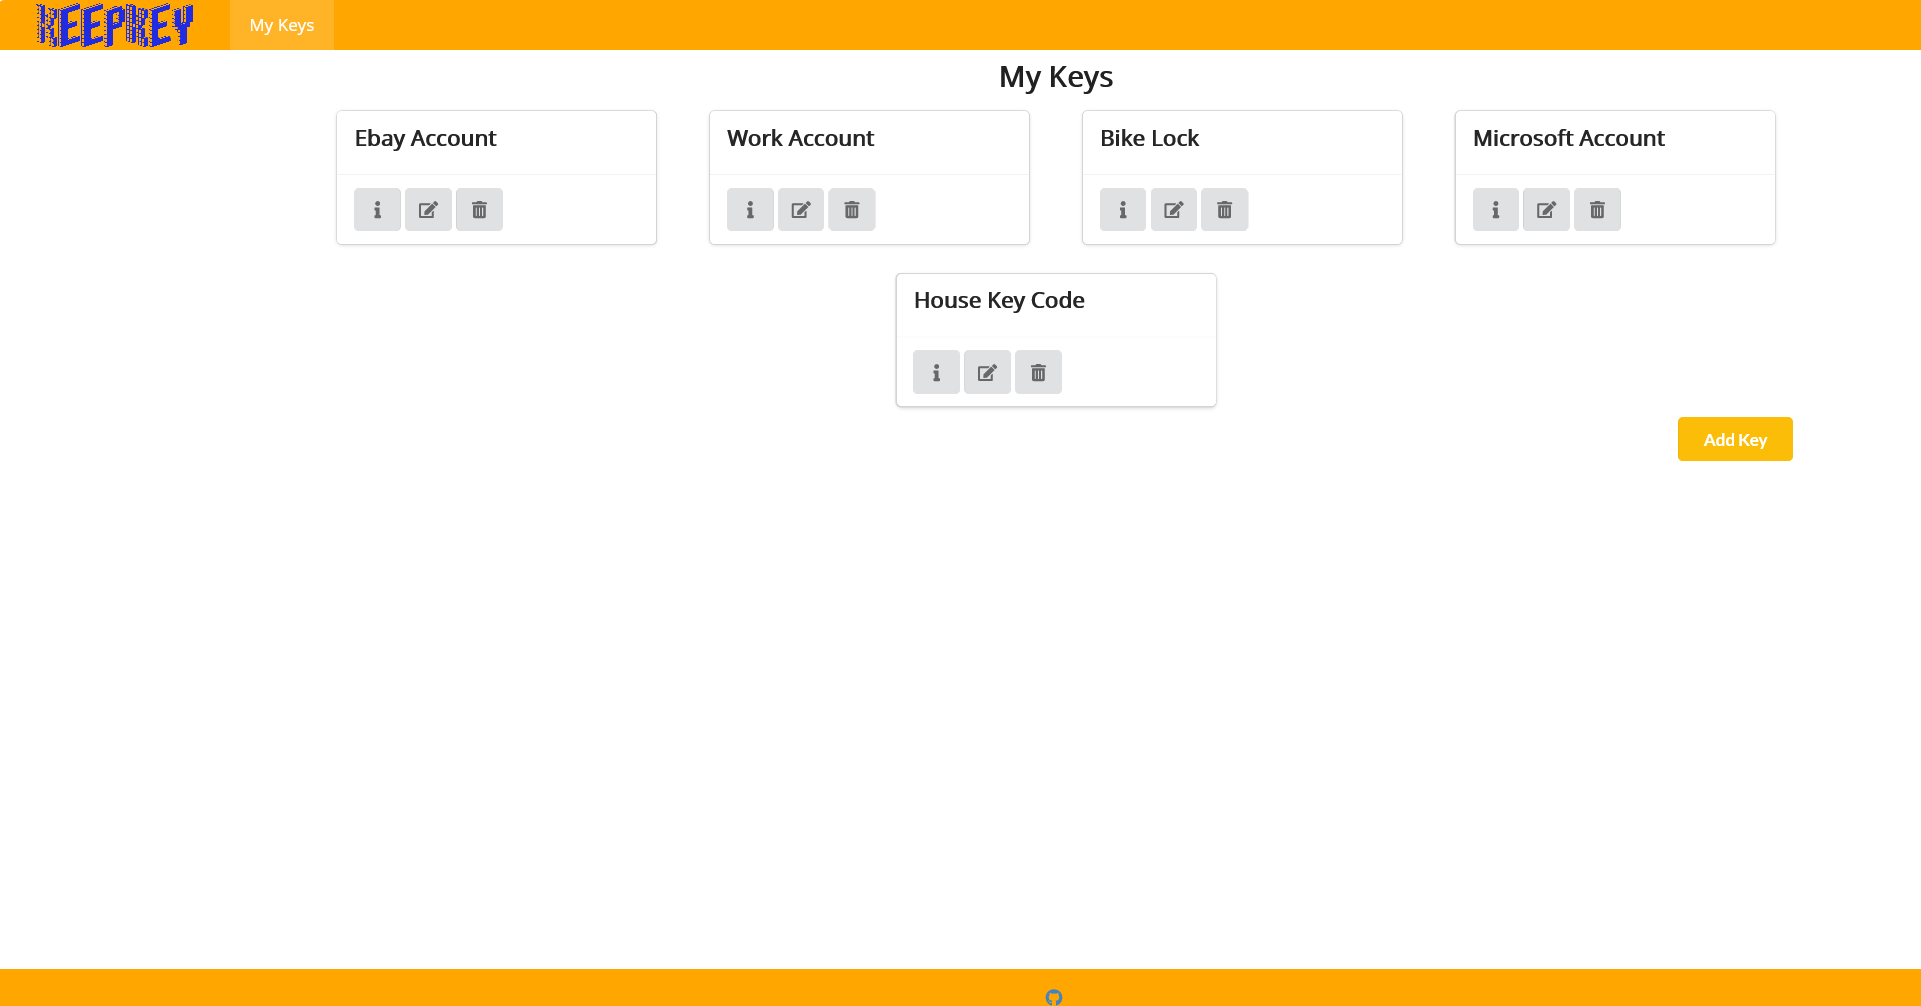 KEEPKEY
My Keys
My Keys
Ebay Account
Work Account
Bike Lock
Microsoft Account
House Key Code
Add Key